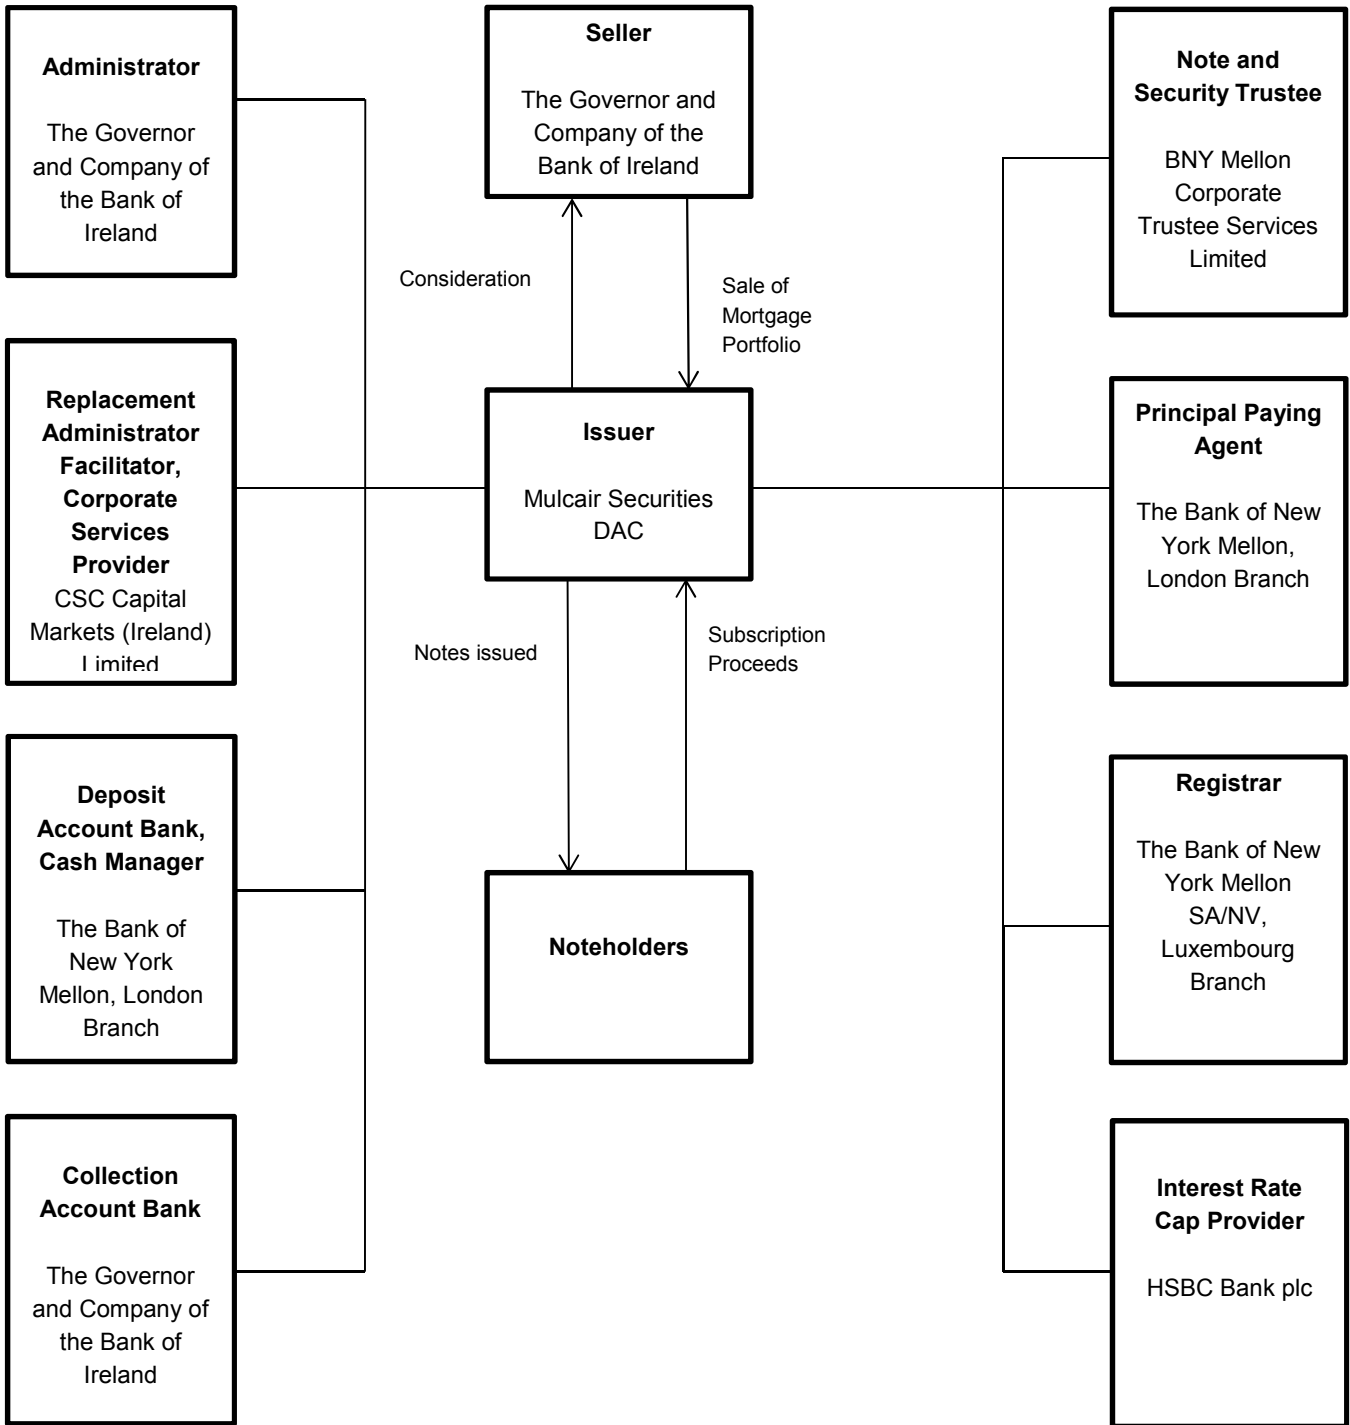 Administrator
The Governor
and Company of
the Bank of
Ireland
Replacement
Administrator
Facilitator,
Corporate
Services
Provider
CSC Capital
Markets (Ireland)
Limited
Deposit
Account Bank,
Cash Manager
The Bank of
New York
Mellon, London
Branch
Collection
Account Bank
The Governor
and Company of
the Bank of
Ireland
Seller
The Governor and
Company of the
Bank of Ireland
Consideration
Sale of
Mortgage
Portfolio
Issuer
Mulcair Securities
DAC
Notes issued
Subscription
Proceeds
Noteholders
Note and
Security Trustee
BNY Mellon
Corporate
Trustee Services
Limited
Principal Paying
Agent
The Bank of New
York Mellon,
London Branch
Registrar
The Bank of New
York Mellon
SA/NV,
Luxembourg
Branch
Interest Rate
Cap Provider
HSBC Bank plc